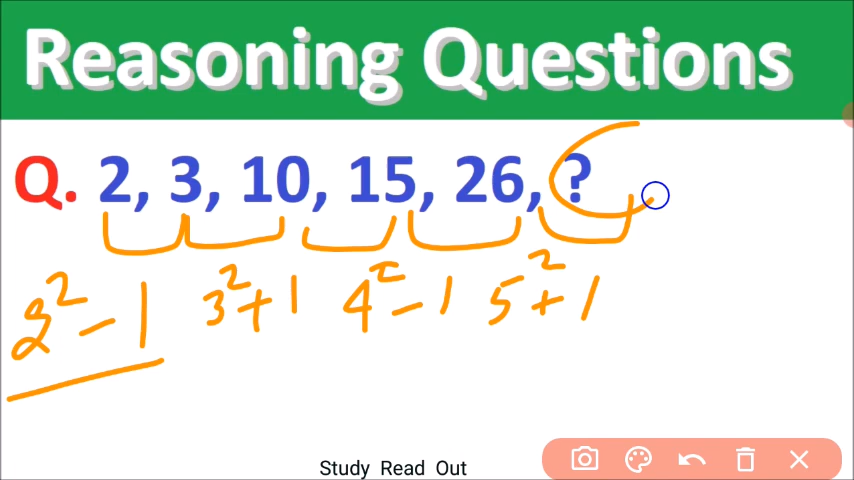 Reasoning Questions
Q. 2, 3, 10, 15, 26, ?
2² - 1 3² + 1 4² - 1 5² + 1
Study Read Out